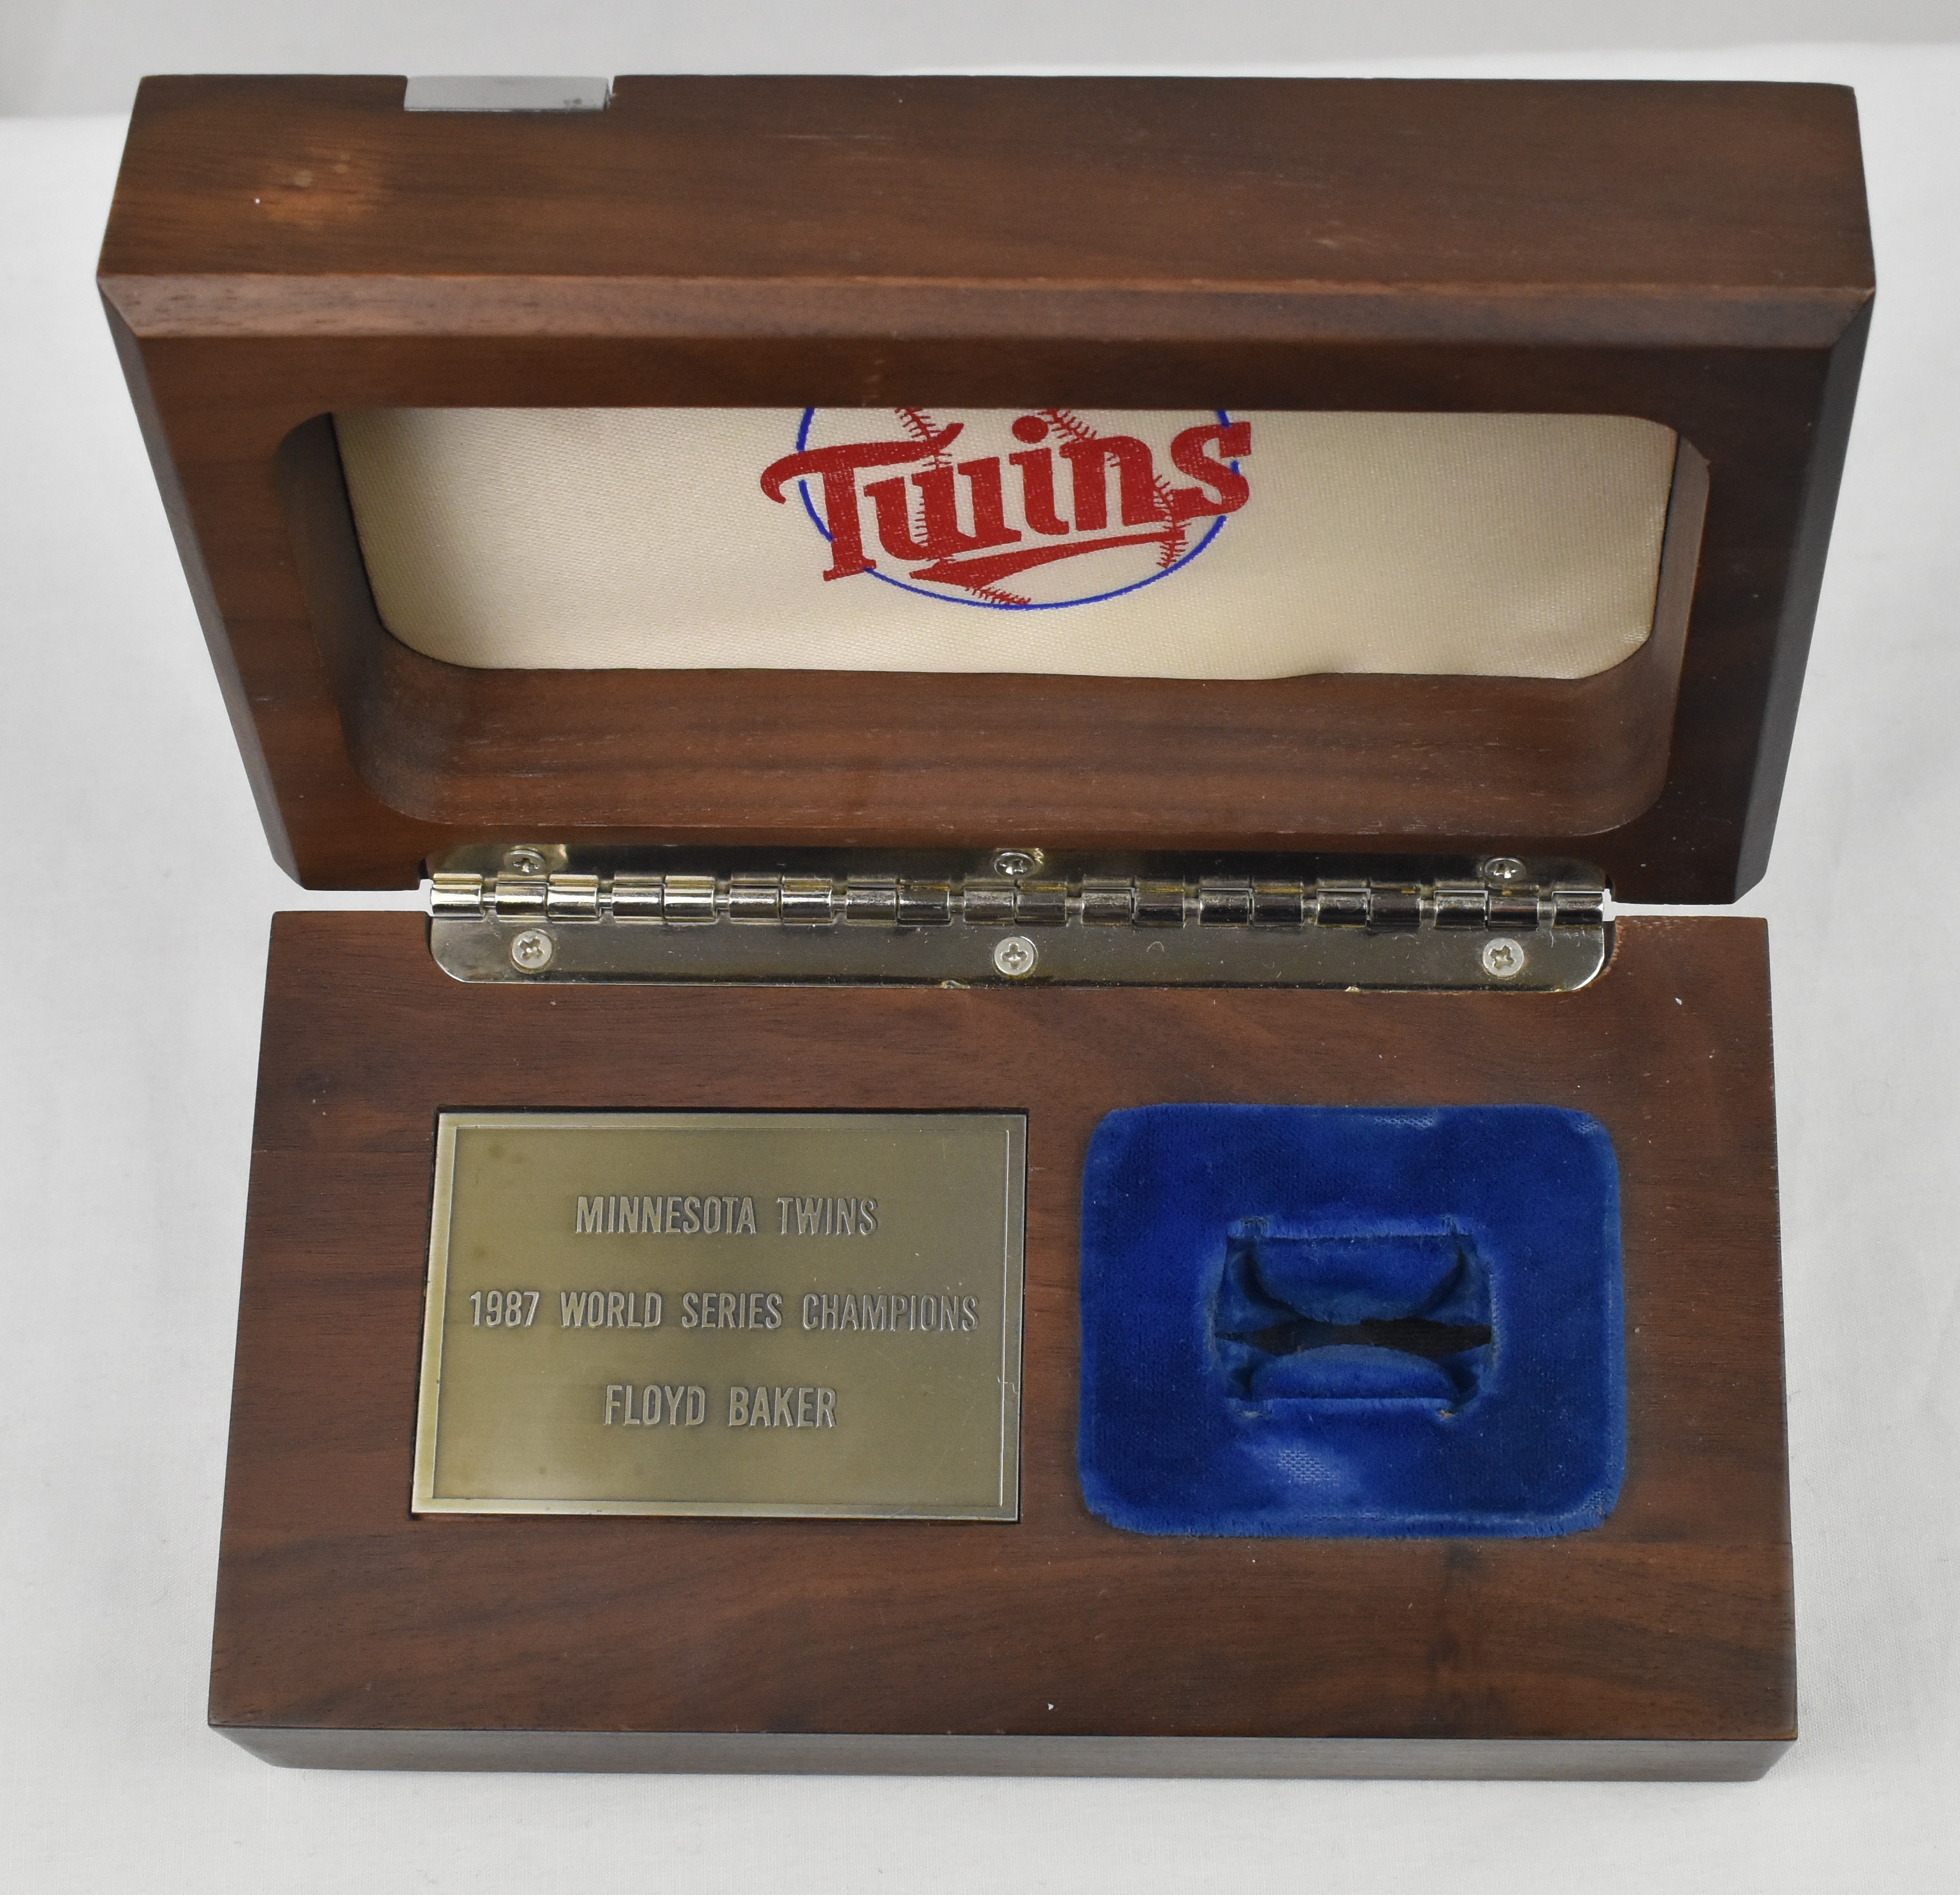 Twins
MINNESOTA TWINS
1987 WORLD SERIES CHAMPIONS
FLOYD BAKER